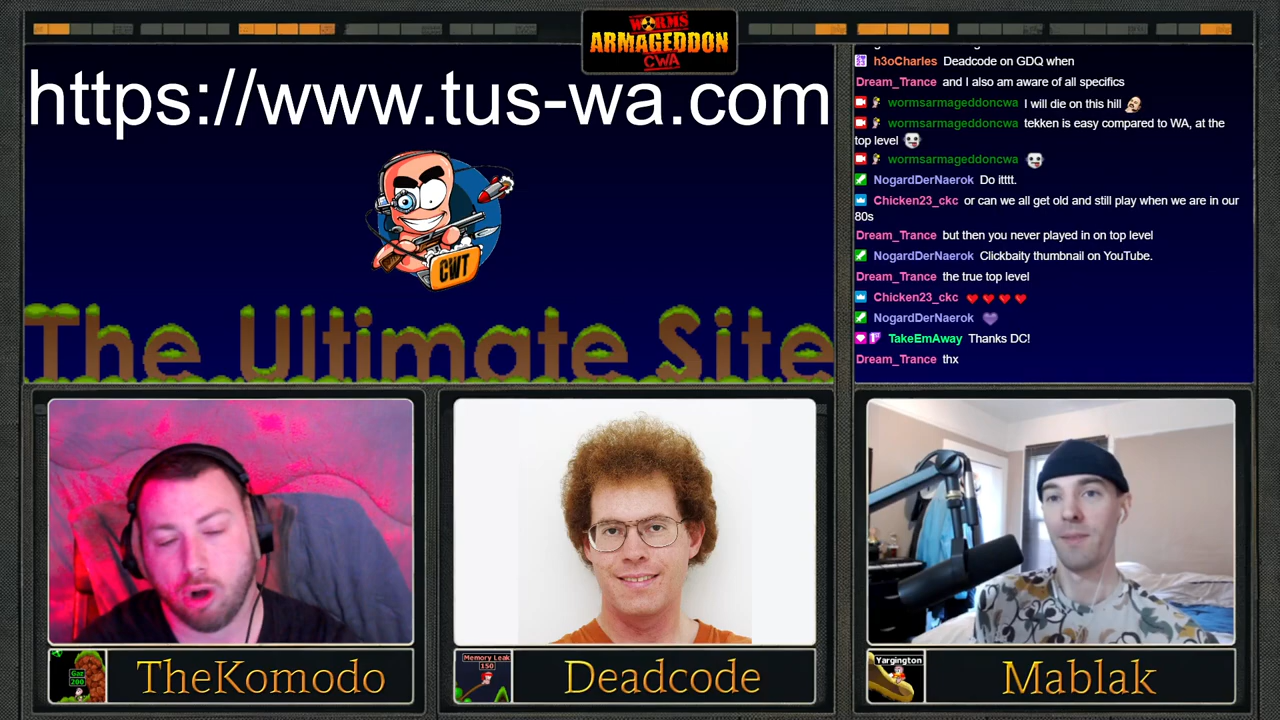 WORMS
ARMAGEDDON
CWA
https://www.tus-wa.com
CWT
The Ultimate Site
h3oCharles Deadcode on GDQ when
Dream_Trance and I also am aware of all specifics
wormsarmageddoncwa I will die on this hill
wormsarmageddoncwa tekken is easy compared to WA, at the
top level
wormsarmageddoncwa
NogardDerNaerok Do itttt.
Chicken23_ckc or can we all get old and still play when we are in our
80s
Dream_Trance but then you never played in on top level
NogardDerNaerok Clickbaity thumbnail on YouTube.
Dream_Trance the true top level
Chicken23_ckc
NogardDerNaerok
TakeEmAway Thanks DC!
Dream_Trance thx
Gaz
200
TheKomodo
Memory Leak
150
Deadcode
Yargington
Mablak